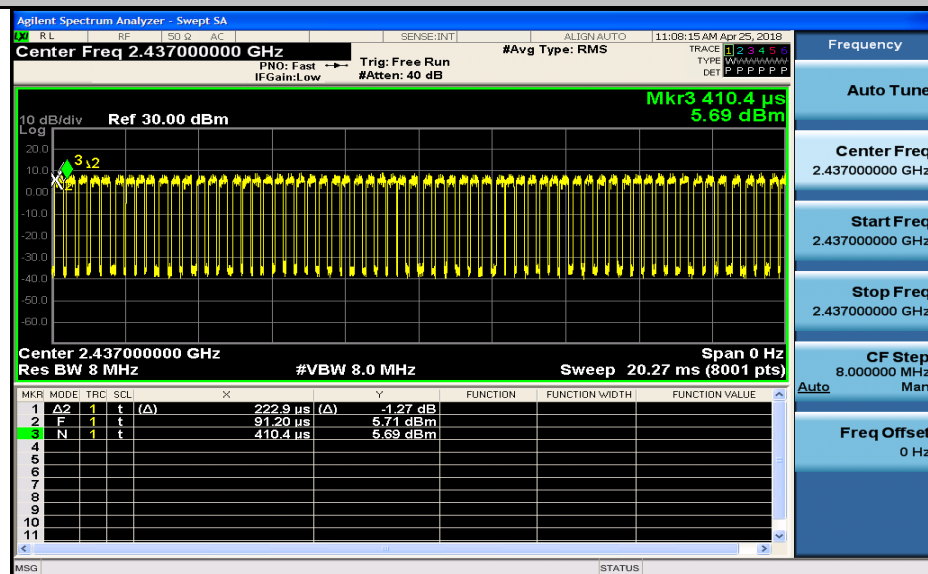 Agilent Spectrum Analyzer - Swept SA
LXI RL RF 50 Ω AC SENSE:INT ALIGN AUTO 11:08:15 AM Apr 25, 2018
Center Freq 2.437000000 GHz
PNO: Fast
IFGain:Low
Trig: Free Run
#Atten: 40 dB
#Avg Type: RMS
TRACE 1 2 3 4 5 6
TYPE W
DET P P P P P P
Mkr3 410.4 µs
5.69 dBm
10 dB/div Ref 30.00 dBm
Log
20.0
10.0
0.00
-10.0
-20.0
-30.0
-40.0
-50.0
-60.0
3 2
Center 2.437000000 GHz Span 0 Hz
Res BW 8 MHz #VBW 8.0 MHz Sweep 20.27 ms (8001 pts)
MKR MODE TRC SCL X Y FUNCTION FUNCTION WIDTH FUNCTION VALUE
1 Δ2 1 t (Δ) 222.9 µs (Δ) -1.27 dB
2 F 1 t 91.20 µs 5.71 dBm
3 N 1 t 410.4 µs 5.69 dBm
4
5
6
7
8
9
10
11
MSG STATUS
Frequency
Auto Tune
Center Freq
2.437000000 GHz
Start Freq
2.437000000 GHz
Stop Freq
2.437000000 GHz
CF Step
8.000000 MHz
Auto Man
Freq Offset
0 Hz